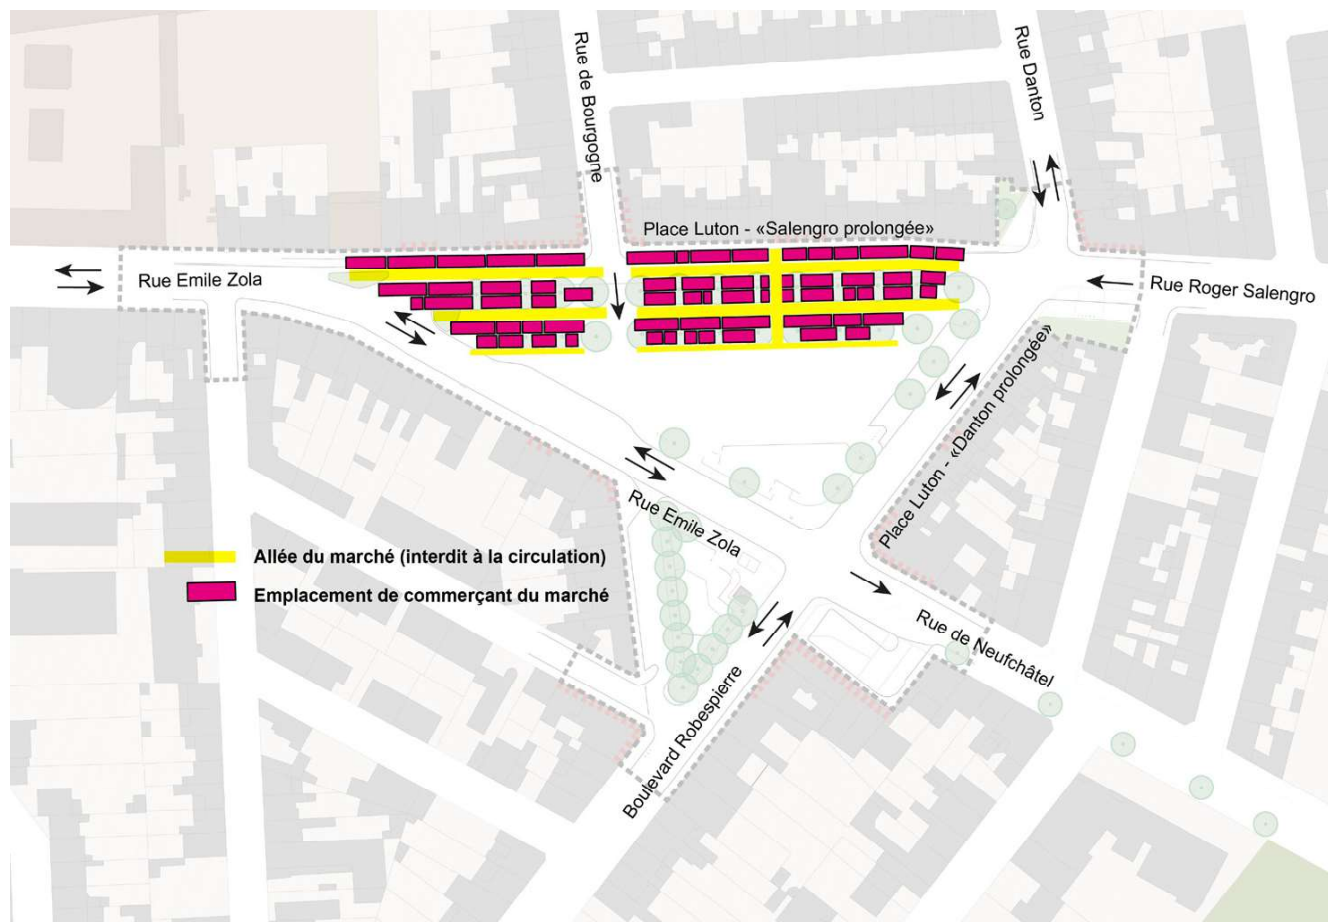 Rue de Bourgogne
Rue Danton
Place Luton - «Salengro prolongée»
Rue Emile Zola
Rue Roger Salengro
Place Luton - «Danton prolongée»
Rue Emile Zola
Allée du marché (interdit à la circulation)
Emplacement de commerçant du marché
Rue de Neufchâtel
Boulevard Robespierre